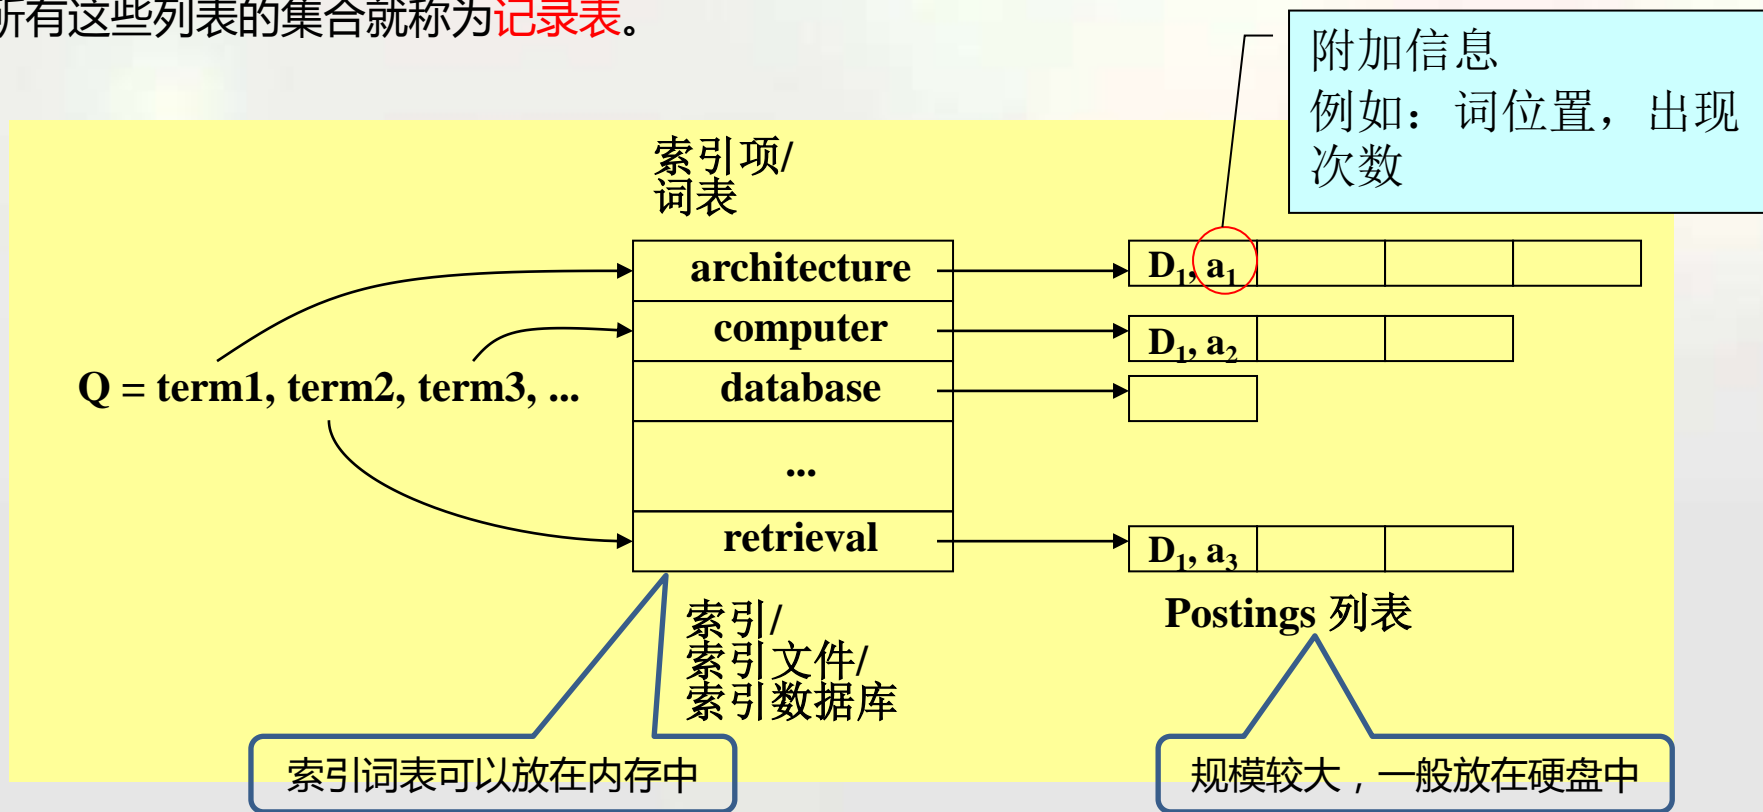 所有这些列表的集合就称为记录表。
附加信息
例如：词位置，出现
次数
索引项/
词表
architecture
D₁, a₁
computer
D₁, a₂
Q = term1, term2, term3, ...
database
...
retrieval
D₁, a₃
索引/
索引文件/
索引数据库
Postings 列表
索引词表可以放在内存中
规模较大，一般放在硬盘中